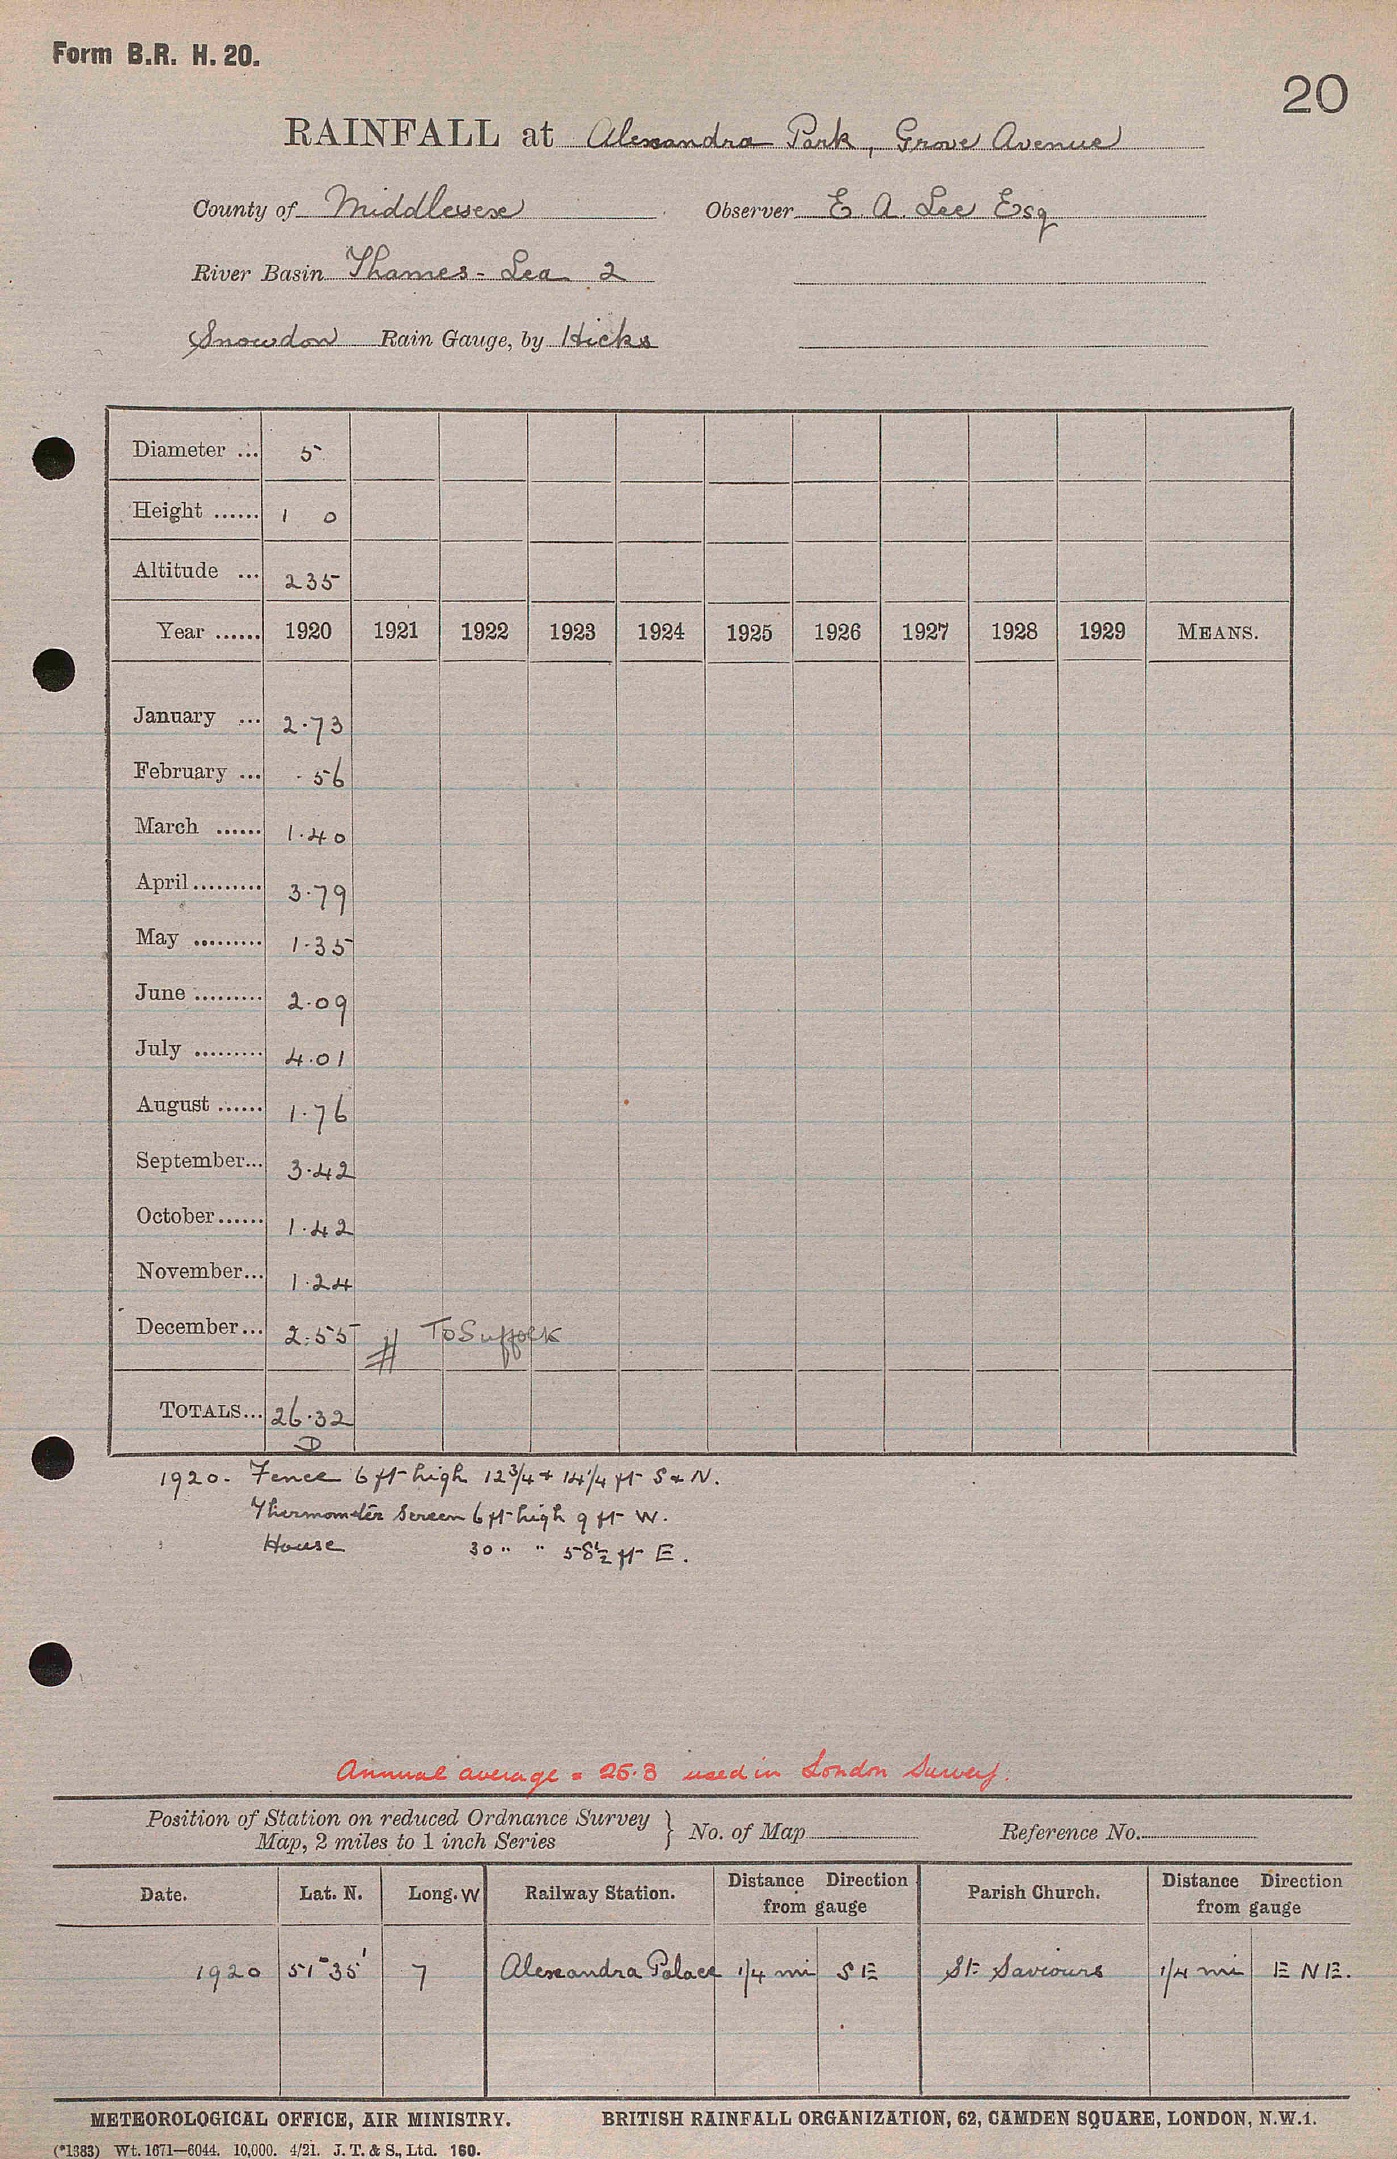 Form B.R. H. 20.
20
RAINFALL at Alexandra Park, Grove Avenue
County of Middlesex Observer E. A. Lee Esq
River Basin Thames - Lea 2
Snowdon Rain Gauge, by Hicks
Diameter ... 5
Height ...... 1 0
Altitude ... 235
Year ...... 1920 1921 1922 1923 1924 1925 1926 1927 1928 1929 MEANS.
January ... 2.73
February ... .56
March ...... 1.40
April ......... 3.79
May ......... 1.35
June ......... 2.09
July ......... 4.01
August ...... 1.76
September... 3.42
October...... 1.42
November... 1.24
December... 2.55 # To Suffolk
TOTALS... 26.32
D
1920. Fence 6 ft high 12 3/4 + 14 1/4 ft S + N.
Thermometer Screen 6 ft high 9 ft W.
House 30 " " 58 1/2 ft E.
Annual average = 25.3 used in London Survey.
Position of Station on reduced Ordnance Survey Map, 2 miles to 1 inch Series } No. of Map Reference No.
Date. Lat. N. Long. W Railway Station. Distance Direction from gauge Parish Church. Distance Direction from gauge
1920 51° 35' 7 Alexandra Palace 1/4 mi SE St Saviours 1/4 mi E N E.
METEOROLOGICAL OFFICE, AIR MINISTRY. BRITISH RAINFALL ORGANIZATION, 62, CAMDEN SQUARE, LONDON, N.W.1.
(*1383) Wt. 1671—6044. 10,000. 4/21. J. T. & S., Ltd. 160.